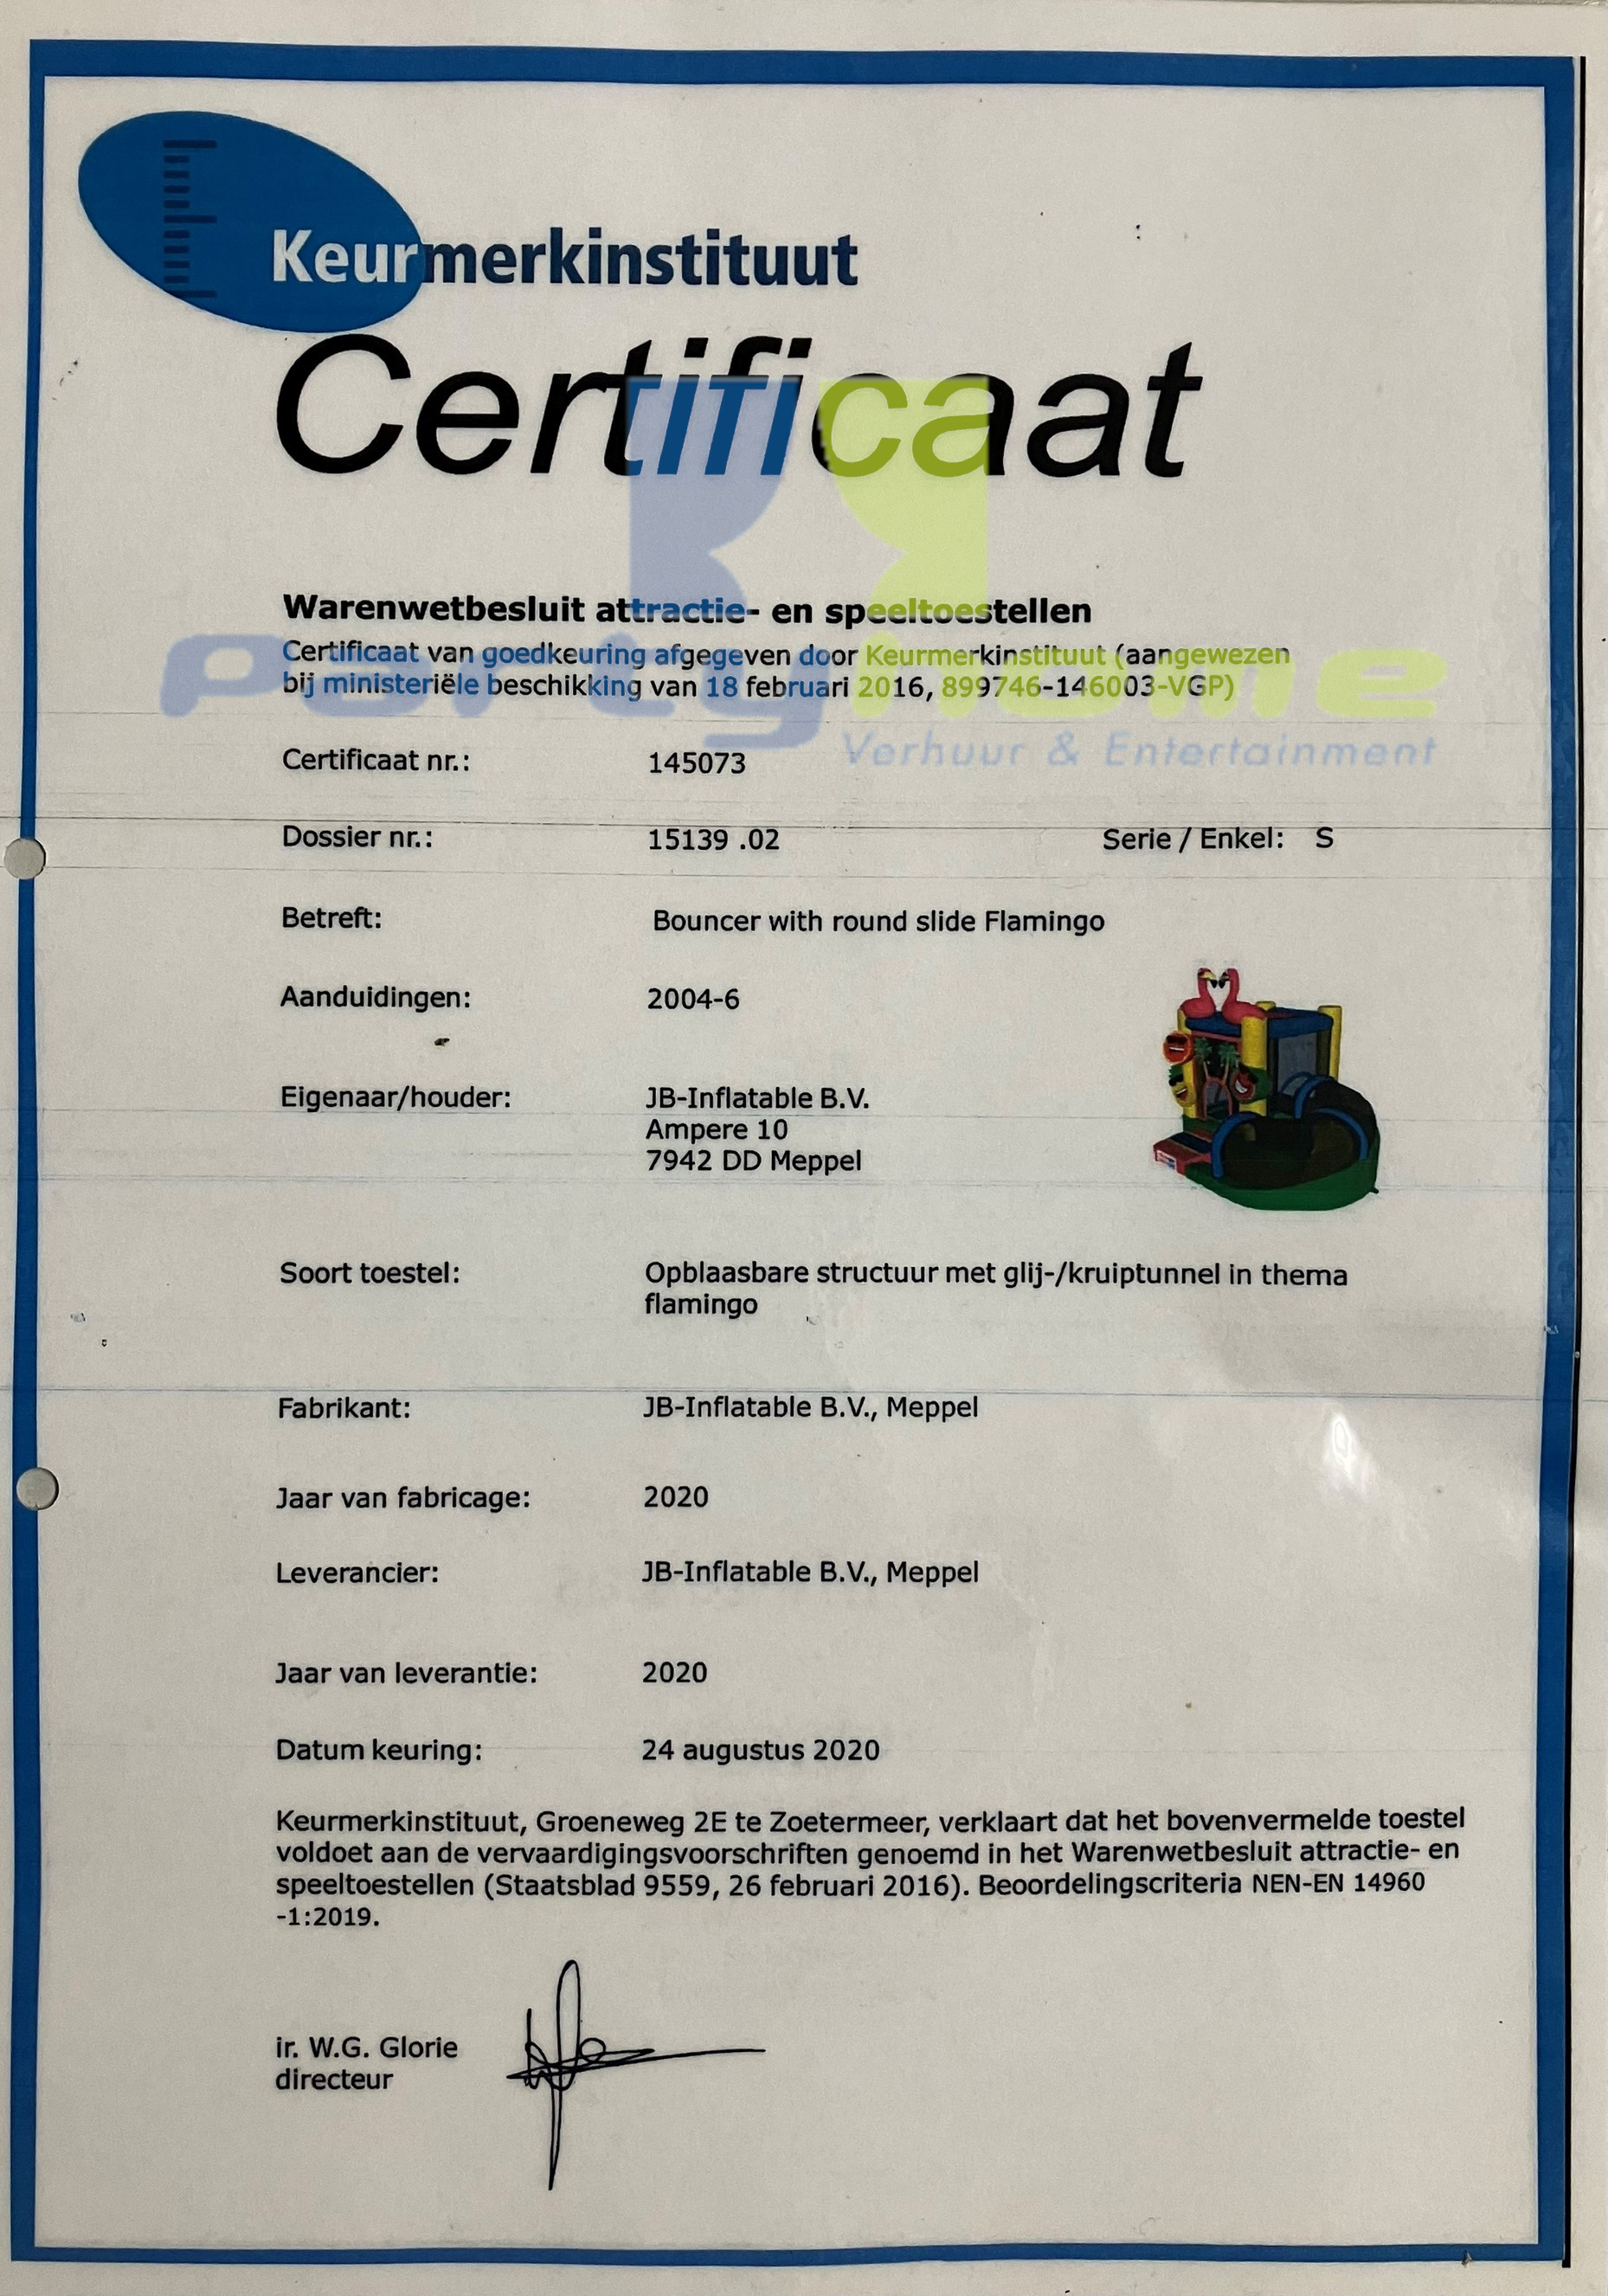 Keurmerkinstituut
Certificaat
Warenwetbesluit attractie- en speeltoestellen
Certificaat van goedkeuring afgegeven door Keurmerkinstituut (aangewezen
bij ministeriële beschikking van 18 februari 2016, 899746-146003-VGP)
Partyhome
Verhuur & Entertainment
Certificaat nr.: 145073
Dossier nr.: 15139 .02 Serie / Enkel: S
Betreft: Bouncer with round slide Flamingo
Aanduidingen: 2004-6
Eigenaar/houder: JB-Inflatable B.V.
Ampere 10
7942 DD Meppel
Soort toestel: Opblaasbare structuur met glij-/kruiptunnel in thema
flamingo
Fabrikant: JB-Inflatable B.V., Meppel
Jaar van fabricage: 2020
Leverancier: JB-Inflatable B.V., Meppel
Jaar van leverantie: 2020
Datum keuring: 24 augustus 2020
Keurmerkinstituut, Groeneweg 2E te Zoetermeer, verklaart dat het bovenvermelde toestel
voldoet aan de vervaardigingsvoorschriften genoemd in het Warenwetbesluit attractie- en
speeltoestellen (Staatsblad 9559, 26 februari 2016). Beoordelingscriteria NEN-EN 14960
-1:2019.
ir. W.G. Glorie
directeur